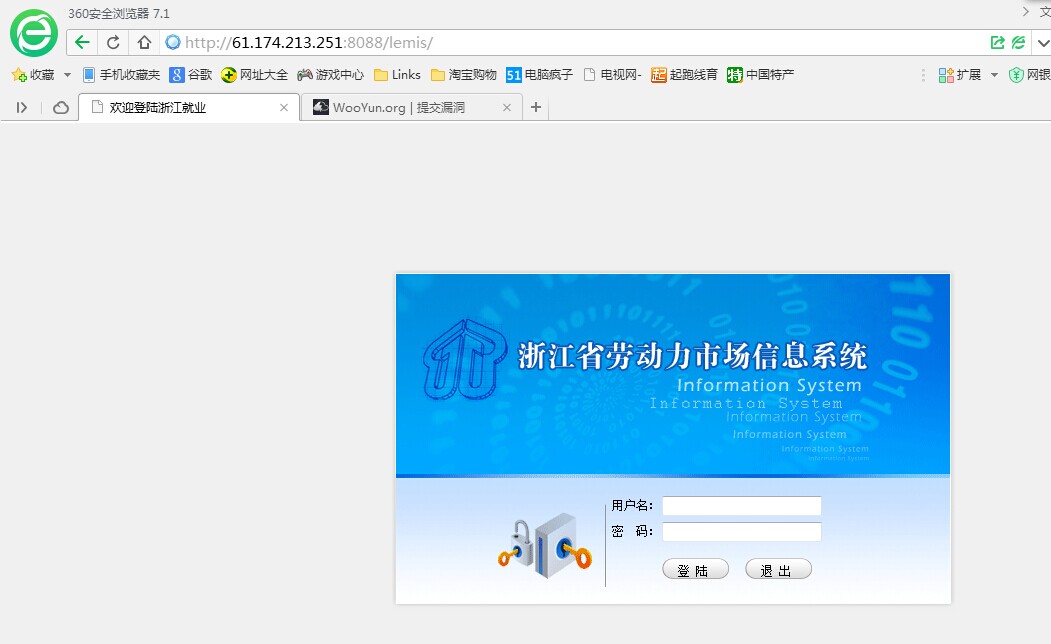 360安全浏览器 7.1
文
http://61.174.213.251:8088/lemis/
收藏 手机收藏夹 谷歌 网址大全 游戏中心 Links 淘宝购物 51 电脑疯子 电视网- 起 起跑线育 特 中国特产 扩展 网银
欢迎登陆浙江就业 WooYun.org | 提交漏洞
浙江省劳动力市场信息系统
Information System
Information System
Information System
Information System
Information System
Information System
用户名：
密 码：
登 陆 退 出